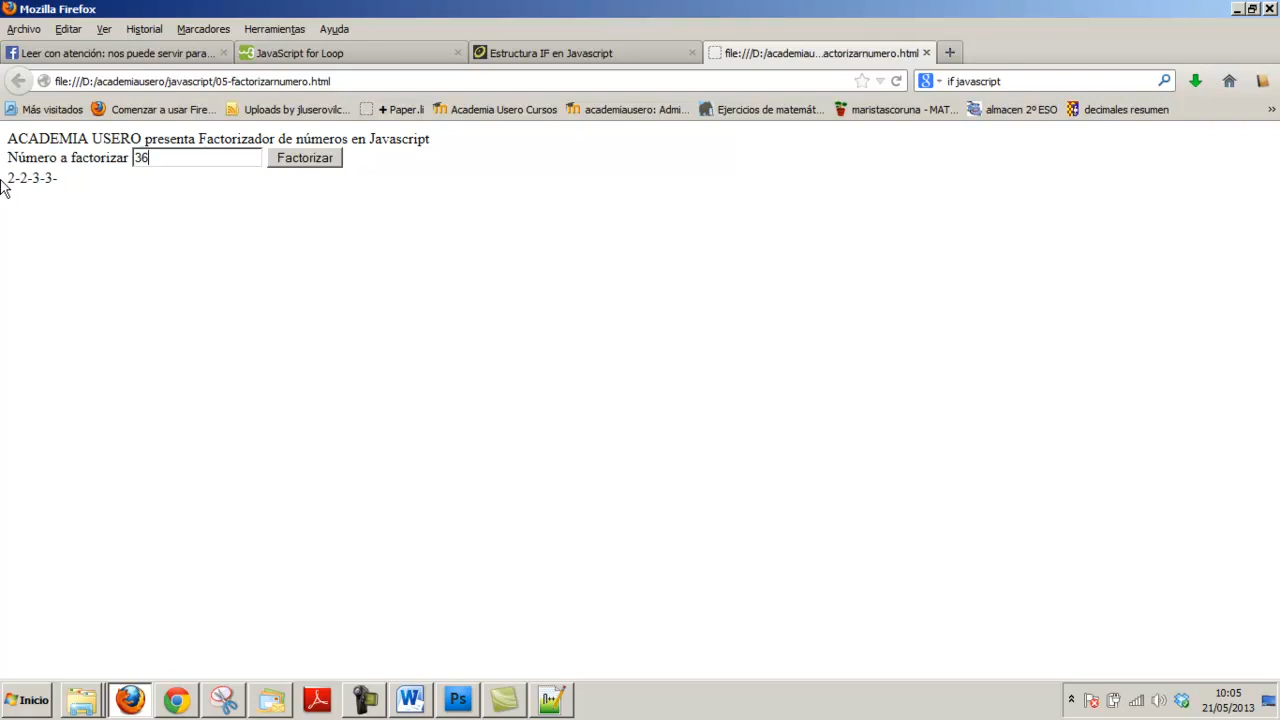 Mozilla Firefox
Archivo Editar Ver Historial Marcadores Herramientas Ayuda
Leer con atención: nos puede servir para... JavaScript for Loop Estructura IF en Javascript file:///D:/academiau...actorizarnumero.html
file:///D:/academiausero/javascript/05-factorizarnumero.html if javascript
Más visitados Comenzar a usar Fire... Uploads by jluserovilc... + Paper.li Academia Usero Cursos academiausero: Admi... Ejercicios de matemát... maristascoruna - MAT... almacen 2º ESO decimales resumen »
ACADEMIA USERO presenta Factorizador de números en Javascript
Número a factorizar 36 Factorizar
2-2-3-3-
Inicio 10:05
21/05/2013